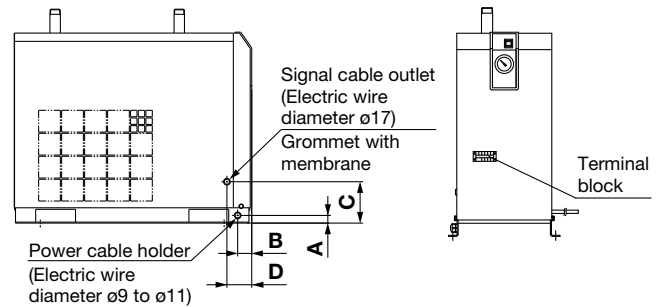 Signal cable outlet
(Electric wire
diameter ø17)
Grommet with
membrane
Terminal
block
C
A
B
D
Power cable holder
(Electric wire
diameter ø9 to ø11)